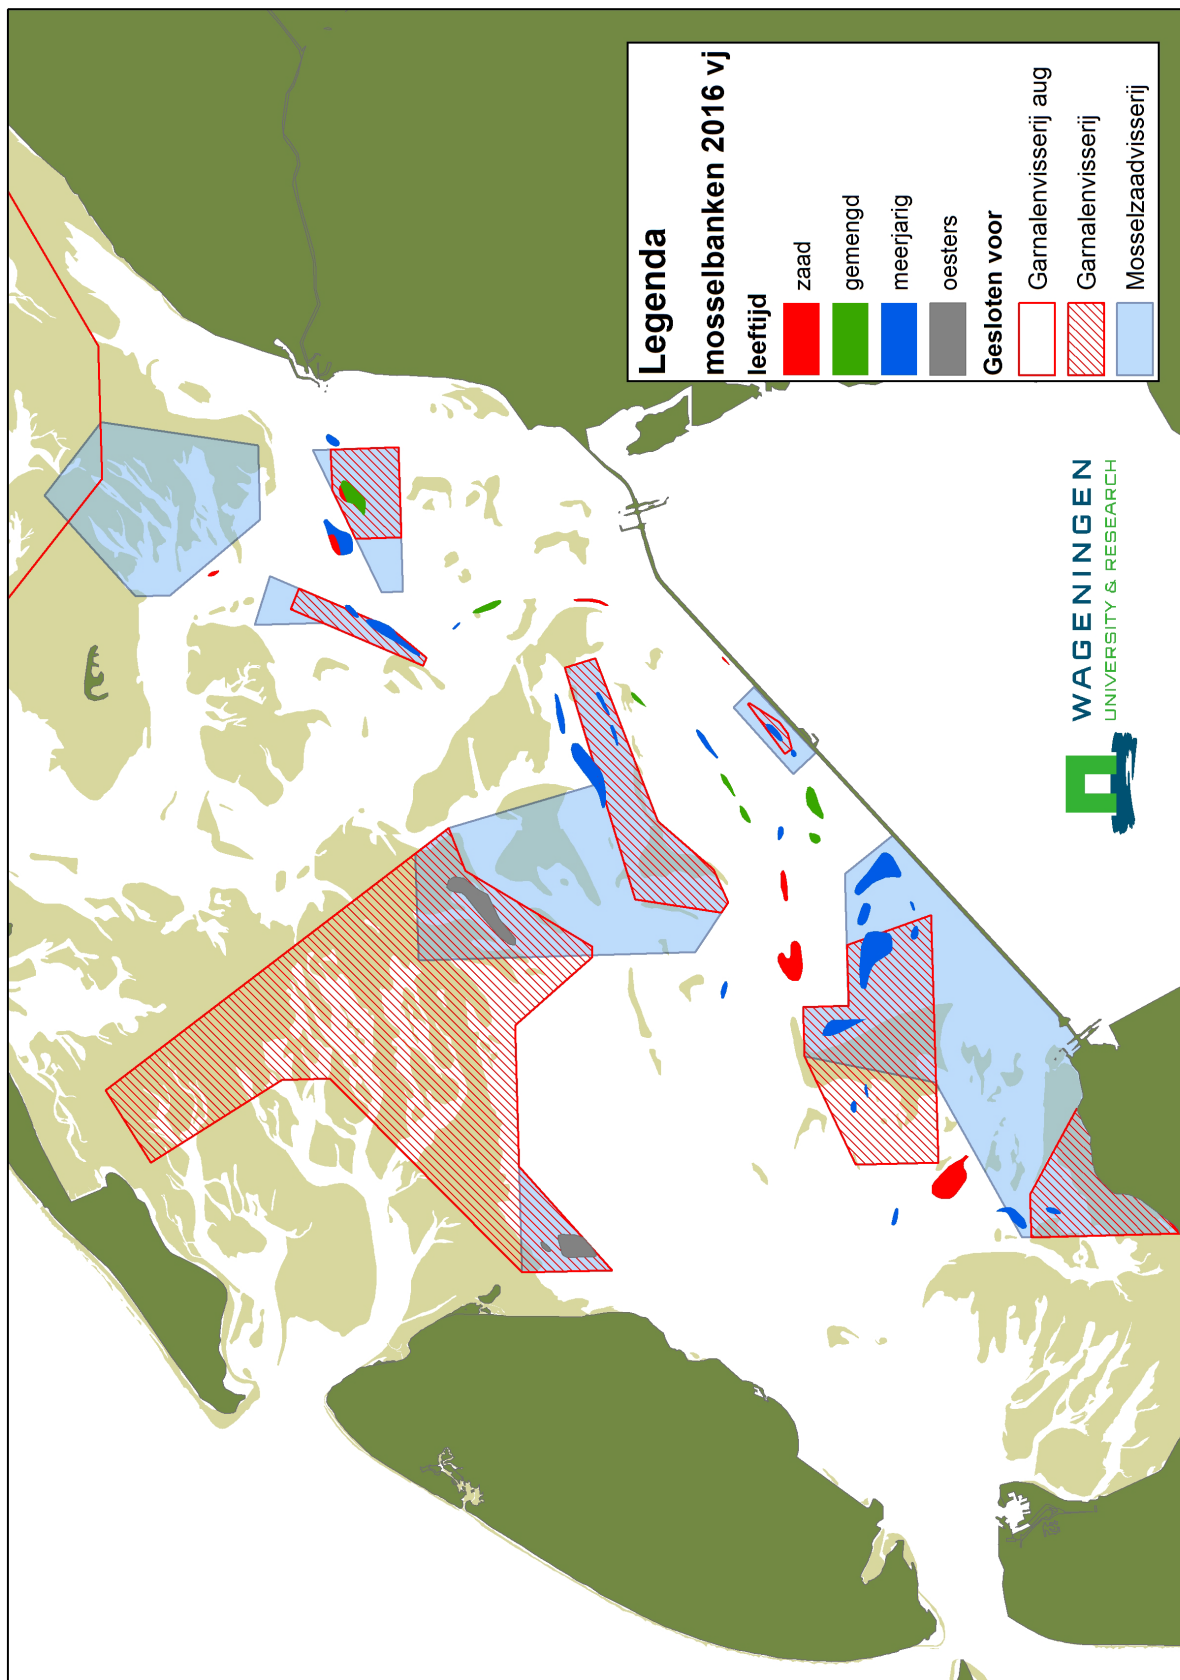 Legenda
mosselbanken 2016 vj
leeftijd
zaad
gemengd
meerjarig
oesters
Gesloten voor
Garnalenvisserij aug
Garnalenvisserij
Mosselzaadvisserij
WAGENINGEN
UNIVERSITY & RESEARCH